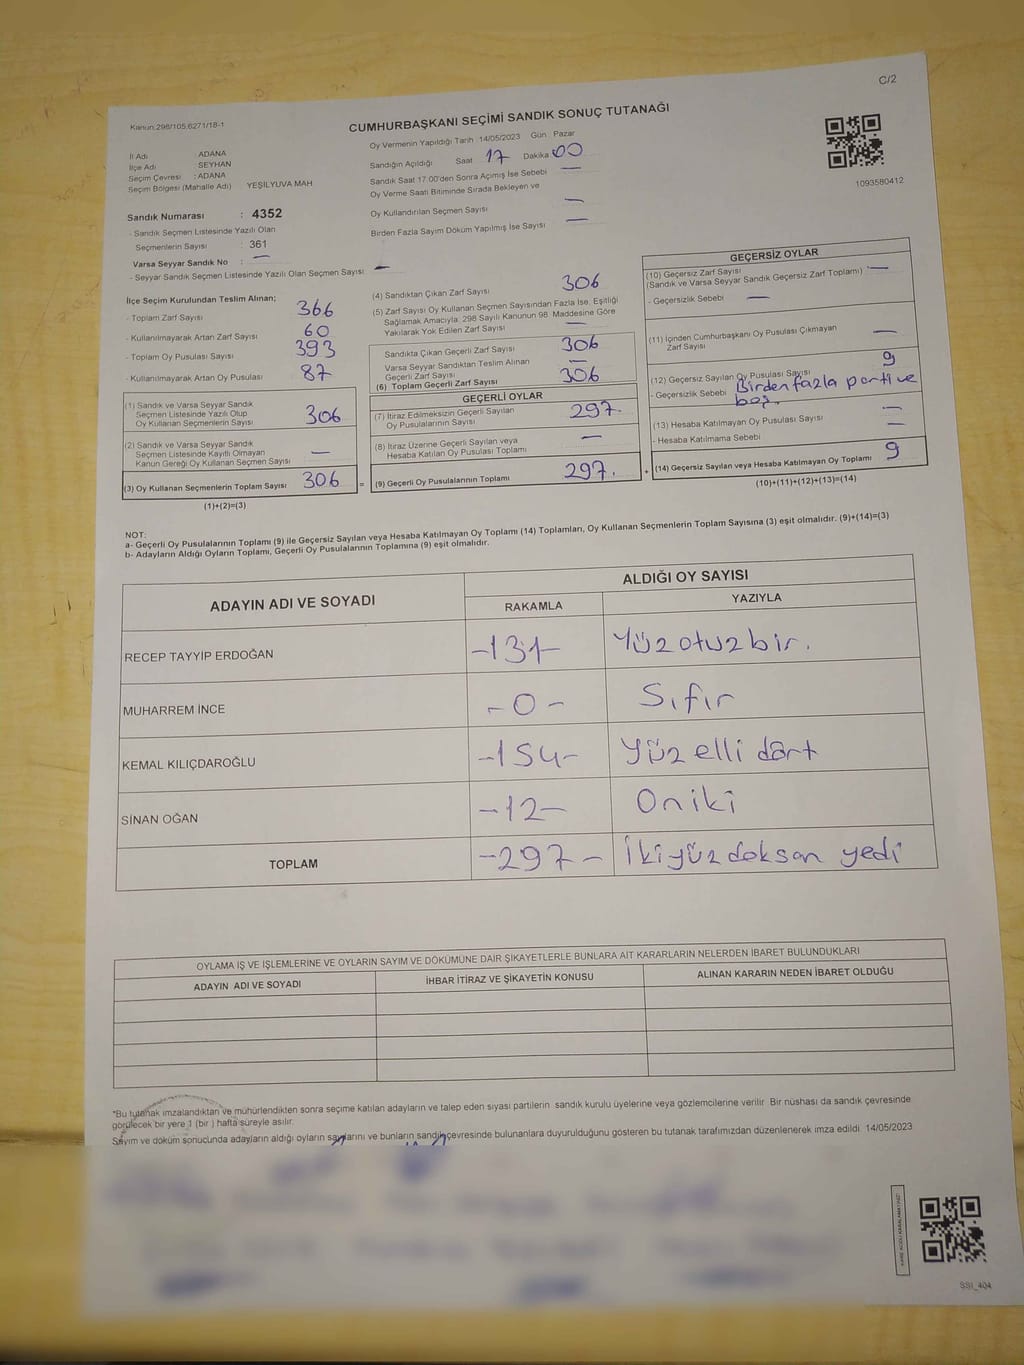 C/2
Kanun:298/105,6271/18-1
CUMHURBAŞKANI SEÇİMİ SANDIK SONUÇ TUTANAĞI
Oy Vermenin Yapıldığı Tarih 14/05/2023 Gün : Pazar
İl Adı ADANA
İlçe Adı : SEYHAN
Seçim Çevresi : ADANA
Seçim Bölgesi (Mahalle Adı) YEŞİLYUVA MAH
Sandığın Açıldığı Saat 17 Dakika 00
Sandık Saat 17.00'den Sonra Açımış İse Sebebi —
Oy Verme Saati Bitiminde Sırada Bekleyen ve
Oy Kullandırılan Seçmen Sayısı —
Birden Fazla Sayım Döküm Yapılmış İse Sayısı —
1093580412
Sandık Numarası : 4352
- Sandık Seçmen Listesinde Yazılı Olan
Seçmenlerin Sayısı : 361
Varsa Seyyar Sandık No : —
- Seyyar Sandık Seçmen Listesinde Yazılı Olan Seçmen Sayısı —
İlçe Seçim Kurulundan Teslim Alınan;
- Toplam Zarf Sayısı 366
- Kullanılmayarak Artan Zarf Sayısı 60
- Toplam Oy Pusulası Sayısı 393
- Kullanılmayarak Artan Oy Pusulası 87
(1) Sandık ve Varsa Seyyar Sandık
Seçmen Listesinde Yazılı Olup
Oy Kullanan Seçmenlerin Sayısı 306
(2) Sandık ve Varsa Seyyar Sandık
Seçmen Listesinde Kayıtlı Olmayan
Kanun Gereği Oy Kullanan Seçmen Sayısı —
(3) Oy Kullanan Seçmenlerin Toplam Sayısı 306 =
(1)+(2)=(3)
(4) Sandıktan Çıkan Zarf Sayısı 306
(5) Zarf Sayısı Oy Kullanan Seçmen Sayısından Fazla İse, Eşitliği
Sağlamak Amacıyla; 298 Sayılı Kanunun 98. Maddesine Göre
Yakılarak Yok Edilen Zarf Sayısı —
Sandıkta Çıkan Geçerli Zarf Sayısı 306
Varsa Seyyar Sandıktan Teslim Alınan
Geçerli Zarf Sayısı —
(6) Toplam Geçerli Zarf Sayısı 306
GEÇERLİ OYLAR
(7) İtiraz Edilmeksizin Geçerli Sayılan
Oy Pusulalarının Sayısı 297.
(8) İtiraz Üzerine Geçerli Sayılan veya
Hesaba Katılan Oy Pusulası Toplamı —
(9) Geçerli Oy Pusulalarının Toplamı 297. +
GEÇERSİZ OYLAR
(10) Geçersiz Zarf Sayısı
(Sandık ve Varsa Seyyar Sandık Geçersiz Zarf Toplamı) —
- Geçersizlik Sebebi —
(11) İçinden Cumhurbaşkanı Oy Pusulası Çıkmayan
Zarf Sayısı —
(12) Geçersiz Sayılan Oy Pusulası Sayısı 9
- Geçersizlik Sebebi Birden fazla parti ve
boş.
(13) Hesaba Katılmayan Oy Pusulası Sayısı —
- Hesaba Katılmama Sebebi —
(14) Geçersiz Sayılan veya Hesaba Katılmayan Oy Toplamı 9
(10)+(11)+(12)+(13)=(14)
NOT:
a- Geçerli Oy Pusulalarının Toplamı (9) ile Geçersiz Sayılan veya Hesaba Katılmayan Oy Toplamı (14) Toplamları, Oy Kullanan Seçmenlerin Toplam Sayısına (3) eşit olmalıdır. (9)+(14)=(3)
b- Adayların Aldığı Oyların Toplamı, Geçerli Oy Pusulalarının Toplamına (9) eşit olmalıdır.
ADAYIN ADI VE SOYADI
ALDIĞI OY SAYISI
RAKAMLA YAZIYLA
RECEP TAYYİP ERDOĞAN -131- Yüz otuz bir.
MUHARREM İNCE -0- Sıfır
KEMAL KILIÇDAROĞLU -154- Yüz elli dört
SİNAN OĞAN -12- On iki
TOPLAM -297- İkiyüz doksan yedi
OYLAMA İŞ VE İŞLEMLERİNE VE OYLARIN SAYIM VE DÖKÜMÜNE DAİR ŞİKAYETLERLE BUNLARA AİT KARARLARIN NELERDEN İBARET BULUNDUKLARI
ADAYIN ADI VE SOYADI İHBAR İTİRAZ VE ŞİKAYETİN KONUSU ALINAN KARARIN NEDEN İBARET OLDUĞU
*Bu tutanak imzalandıktan ve mühürlendikten sonra seçime katılan adayların ve talep eden siyasi partilerin sandık kurulu üyelerine veya gözlemcilerine verilir. Bir nüshası da sandık çevresinde
görülecek bir yere 1 (bir) hafta süreyle asılır.
Sayım ve döküm sonucunda adayların aldığı oyların sayılarını ve bunların sandık çevresinde bulunanlara duyurulduğunu gösteren bu tutanak tarafımızdan düzenlenerek imza edildi. 14/05/2023
SSI_404